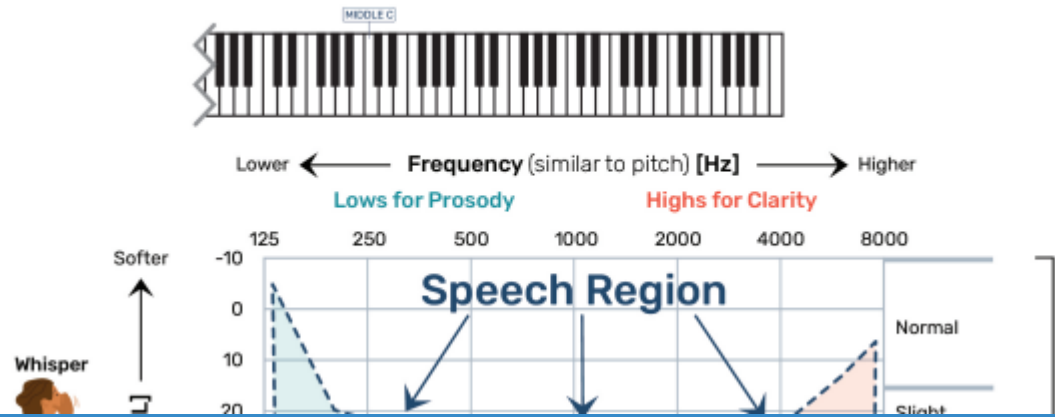 MIDDLE C
Lower Frequency (similar to pitch) [Hz] Higher
Lows for Prosody Highs for Clarity
125 250 500 1000 2000 4000 8000
Softer -10
Speech Region
0
Normal
Whisper 10
20 Slight